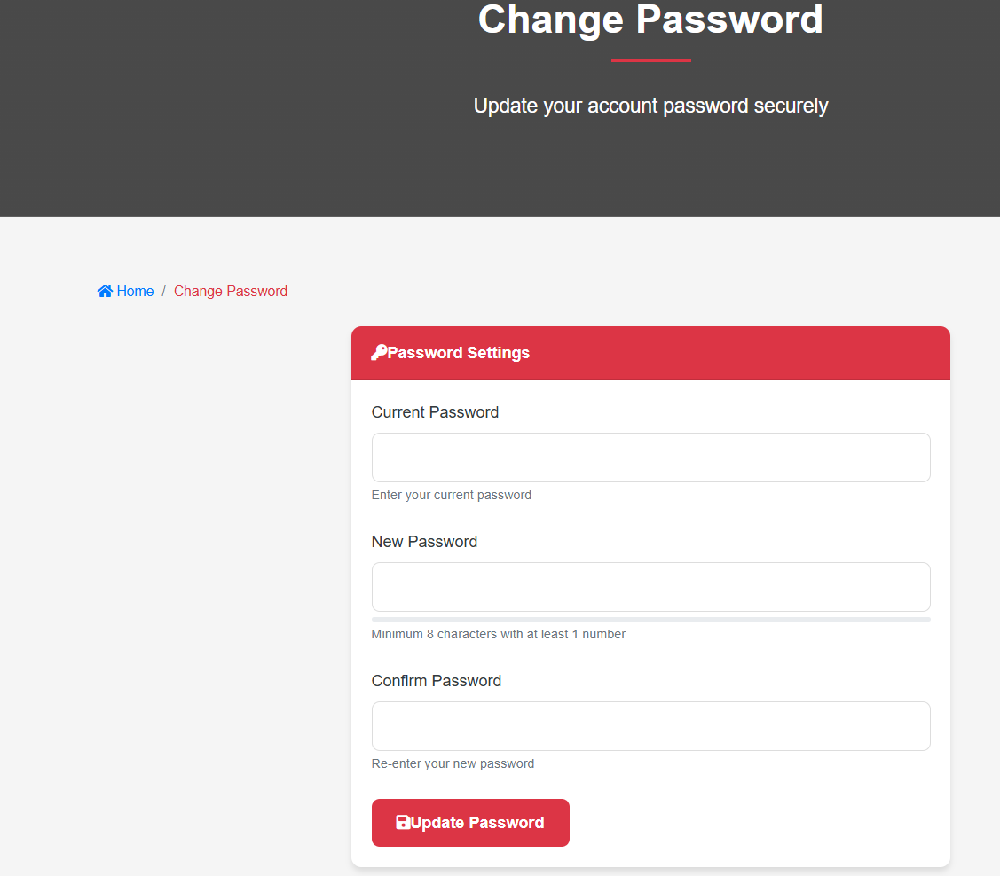 Change Password
Update your account password securely
Home / Change Password
Password Settings
Current Password
Enter your current password
New Password
Minimum 8 characters with at least 1 number
Confirm Password
Re-enter your new password
Update Password